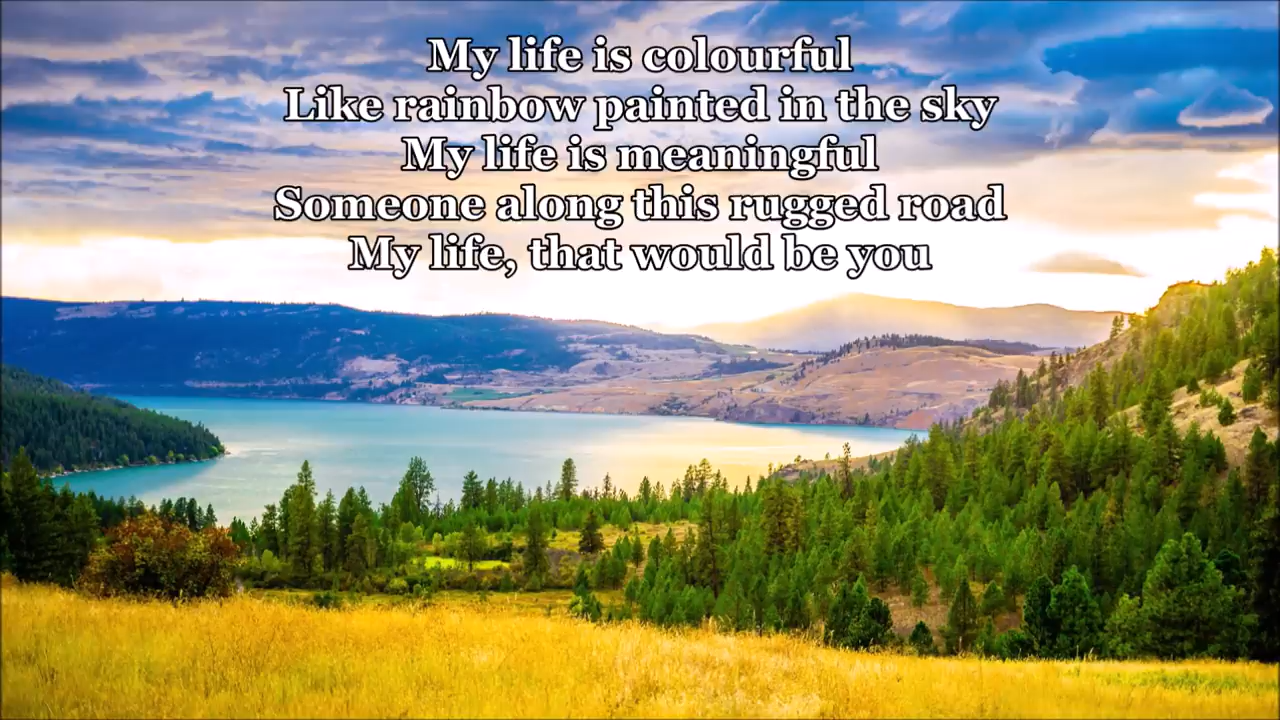 My life is colourful
Like rainbow painted in the sky
My life is meaningful
Someone along this rugged road
My life, that would be you